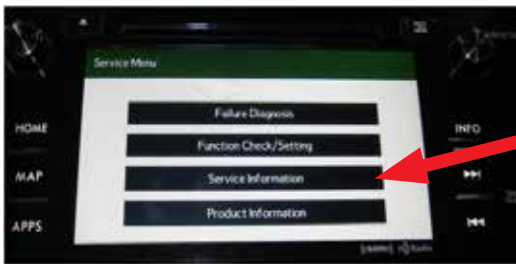 Service Menu
Failure Diagnosis
HOME
INFO
Function Check/Setting
MAP
Service Information
APPS
Product Information